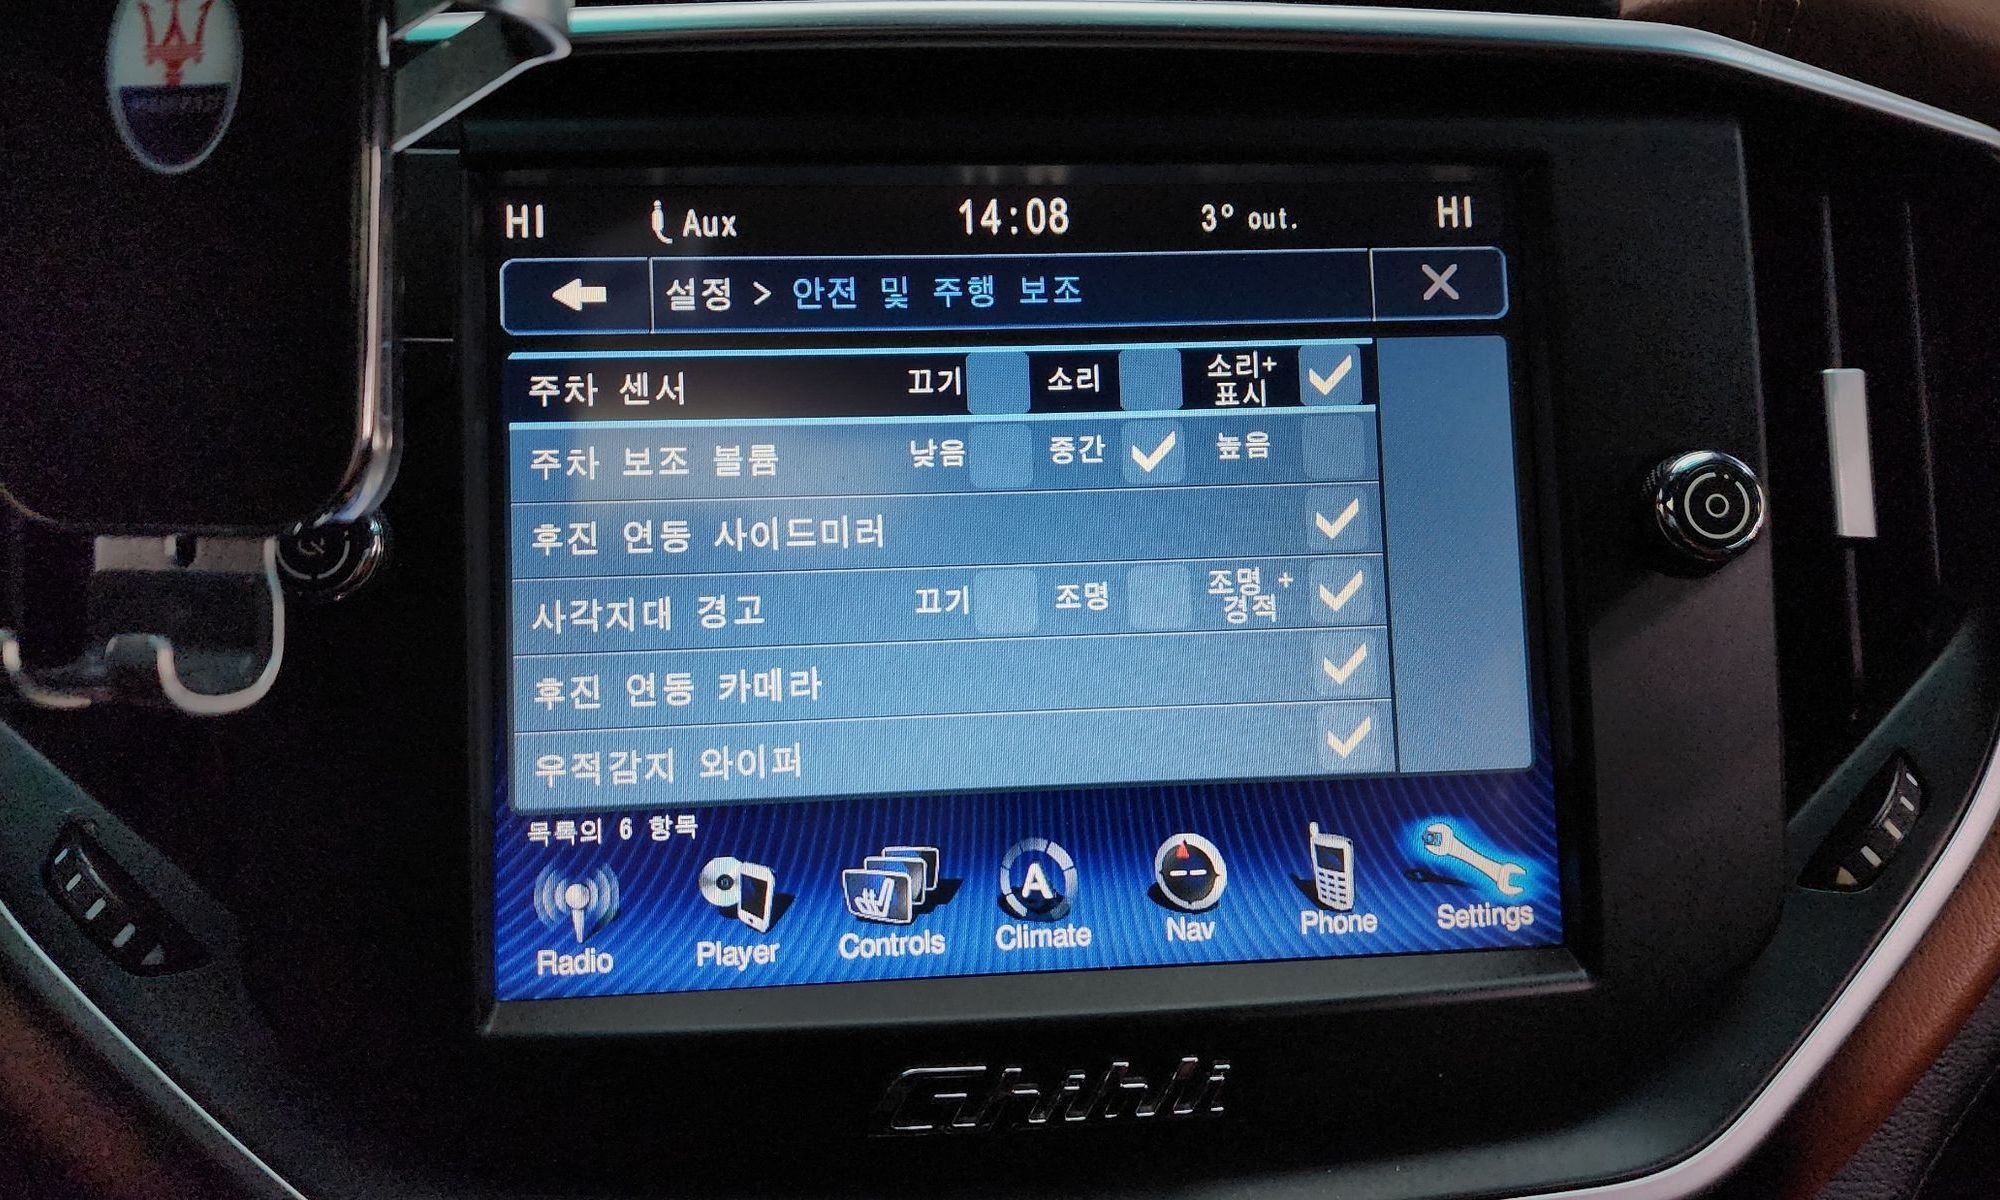 HI Aux 14:08 3° out. HI
설정 > 안전 및 주행 보조
주차 센서 끄기 소리 소리+
표시
주차 보조 볼륨 낮음 중간 높음
후진 연동 사이드미러
사각지대 경고 끄기 조명 조명 +
경적
후진 연동 카메라
우적감지 와이퍼
목록의 6 항목
A
Radio Player Controls Climate Nav Phone Settings
Ghibli